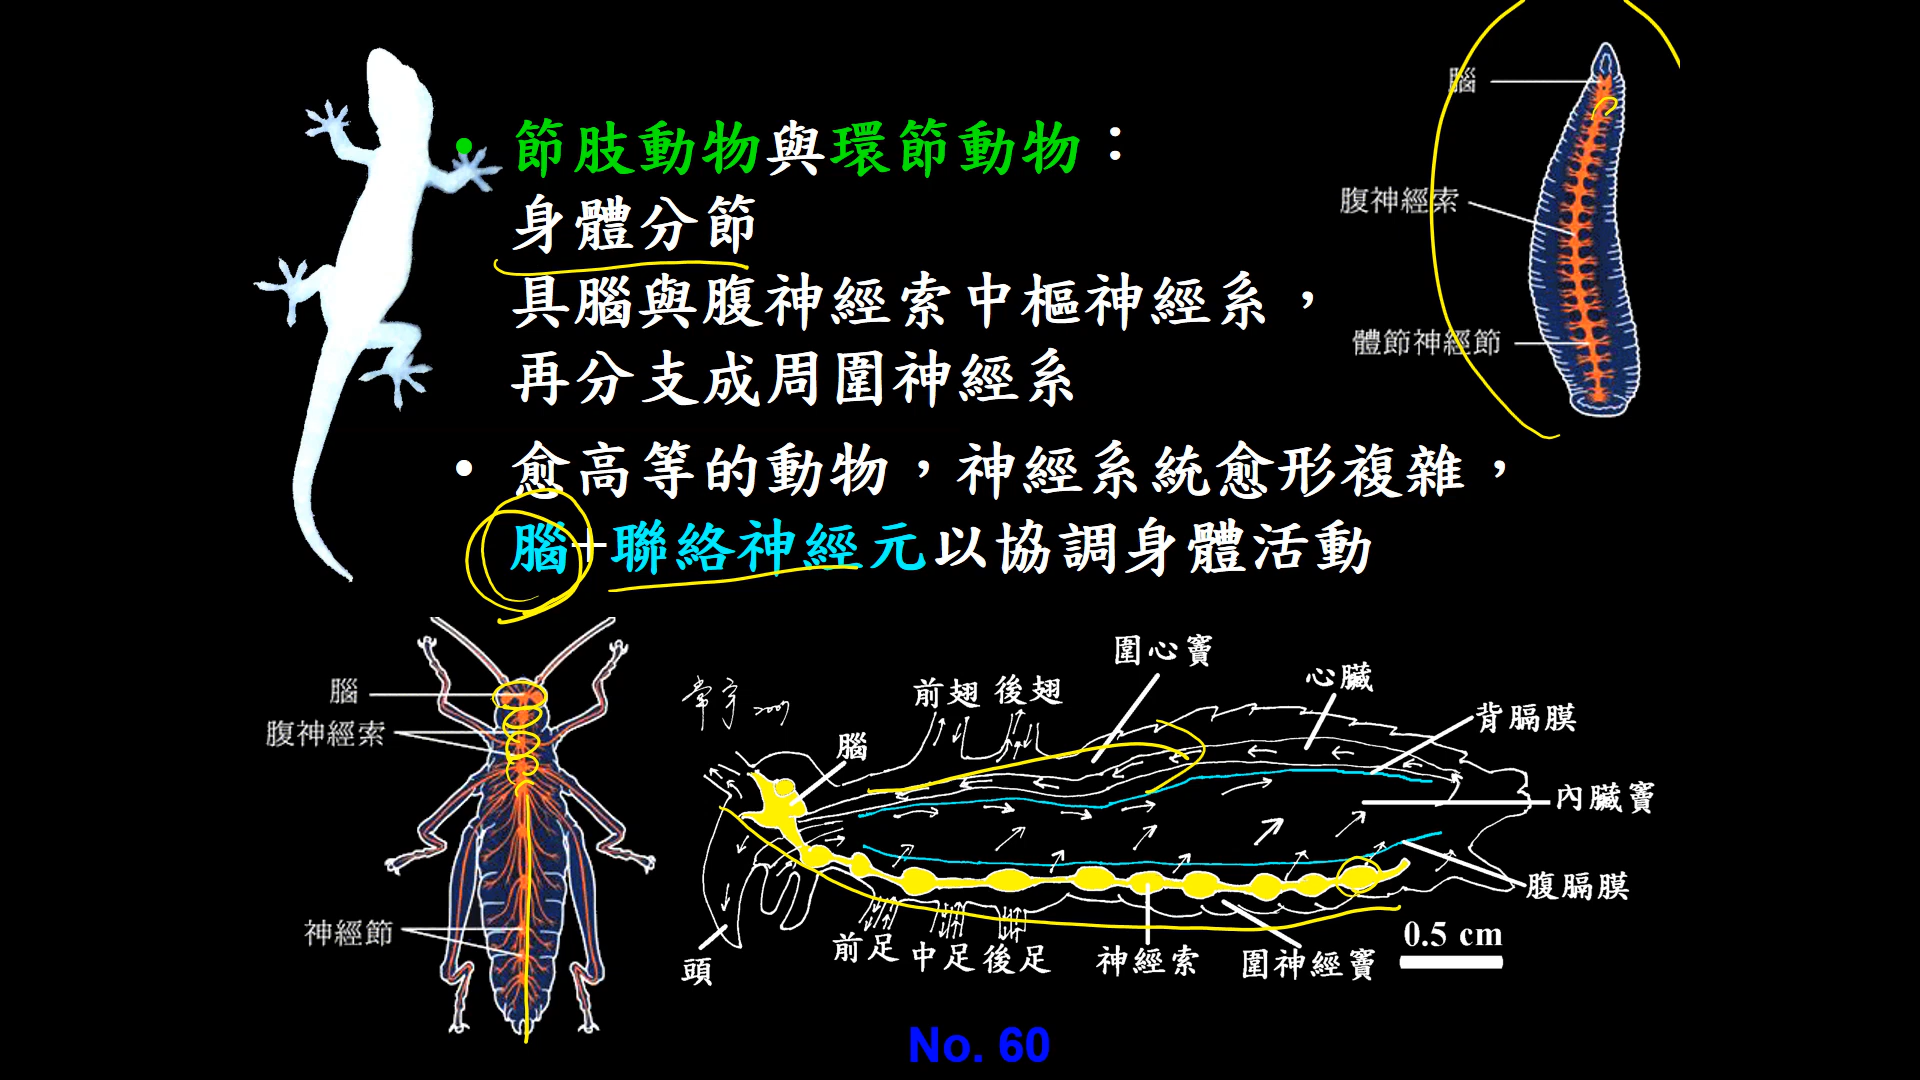 • 節肢動物與環節動物：
身體分節
具腦與腹神經索中樞神經系，
再分支成周圍神經系
• 愈高等的動物，神經系統愈形複雜，
腦+聯絡神經元以協調身體活動
腦
腹神經索
體節神經節
腦
腹神經索
神經節
常宇2007
圍心竇
前翅
後翅
心臟
背膈膜
腦
內臟竇
腹膈膜
頭
前足
中足
後足
神經索
圍神經竇
0.5 cm
No. 60